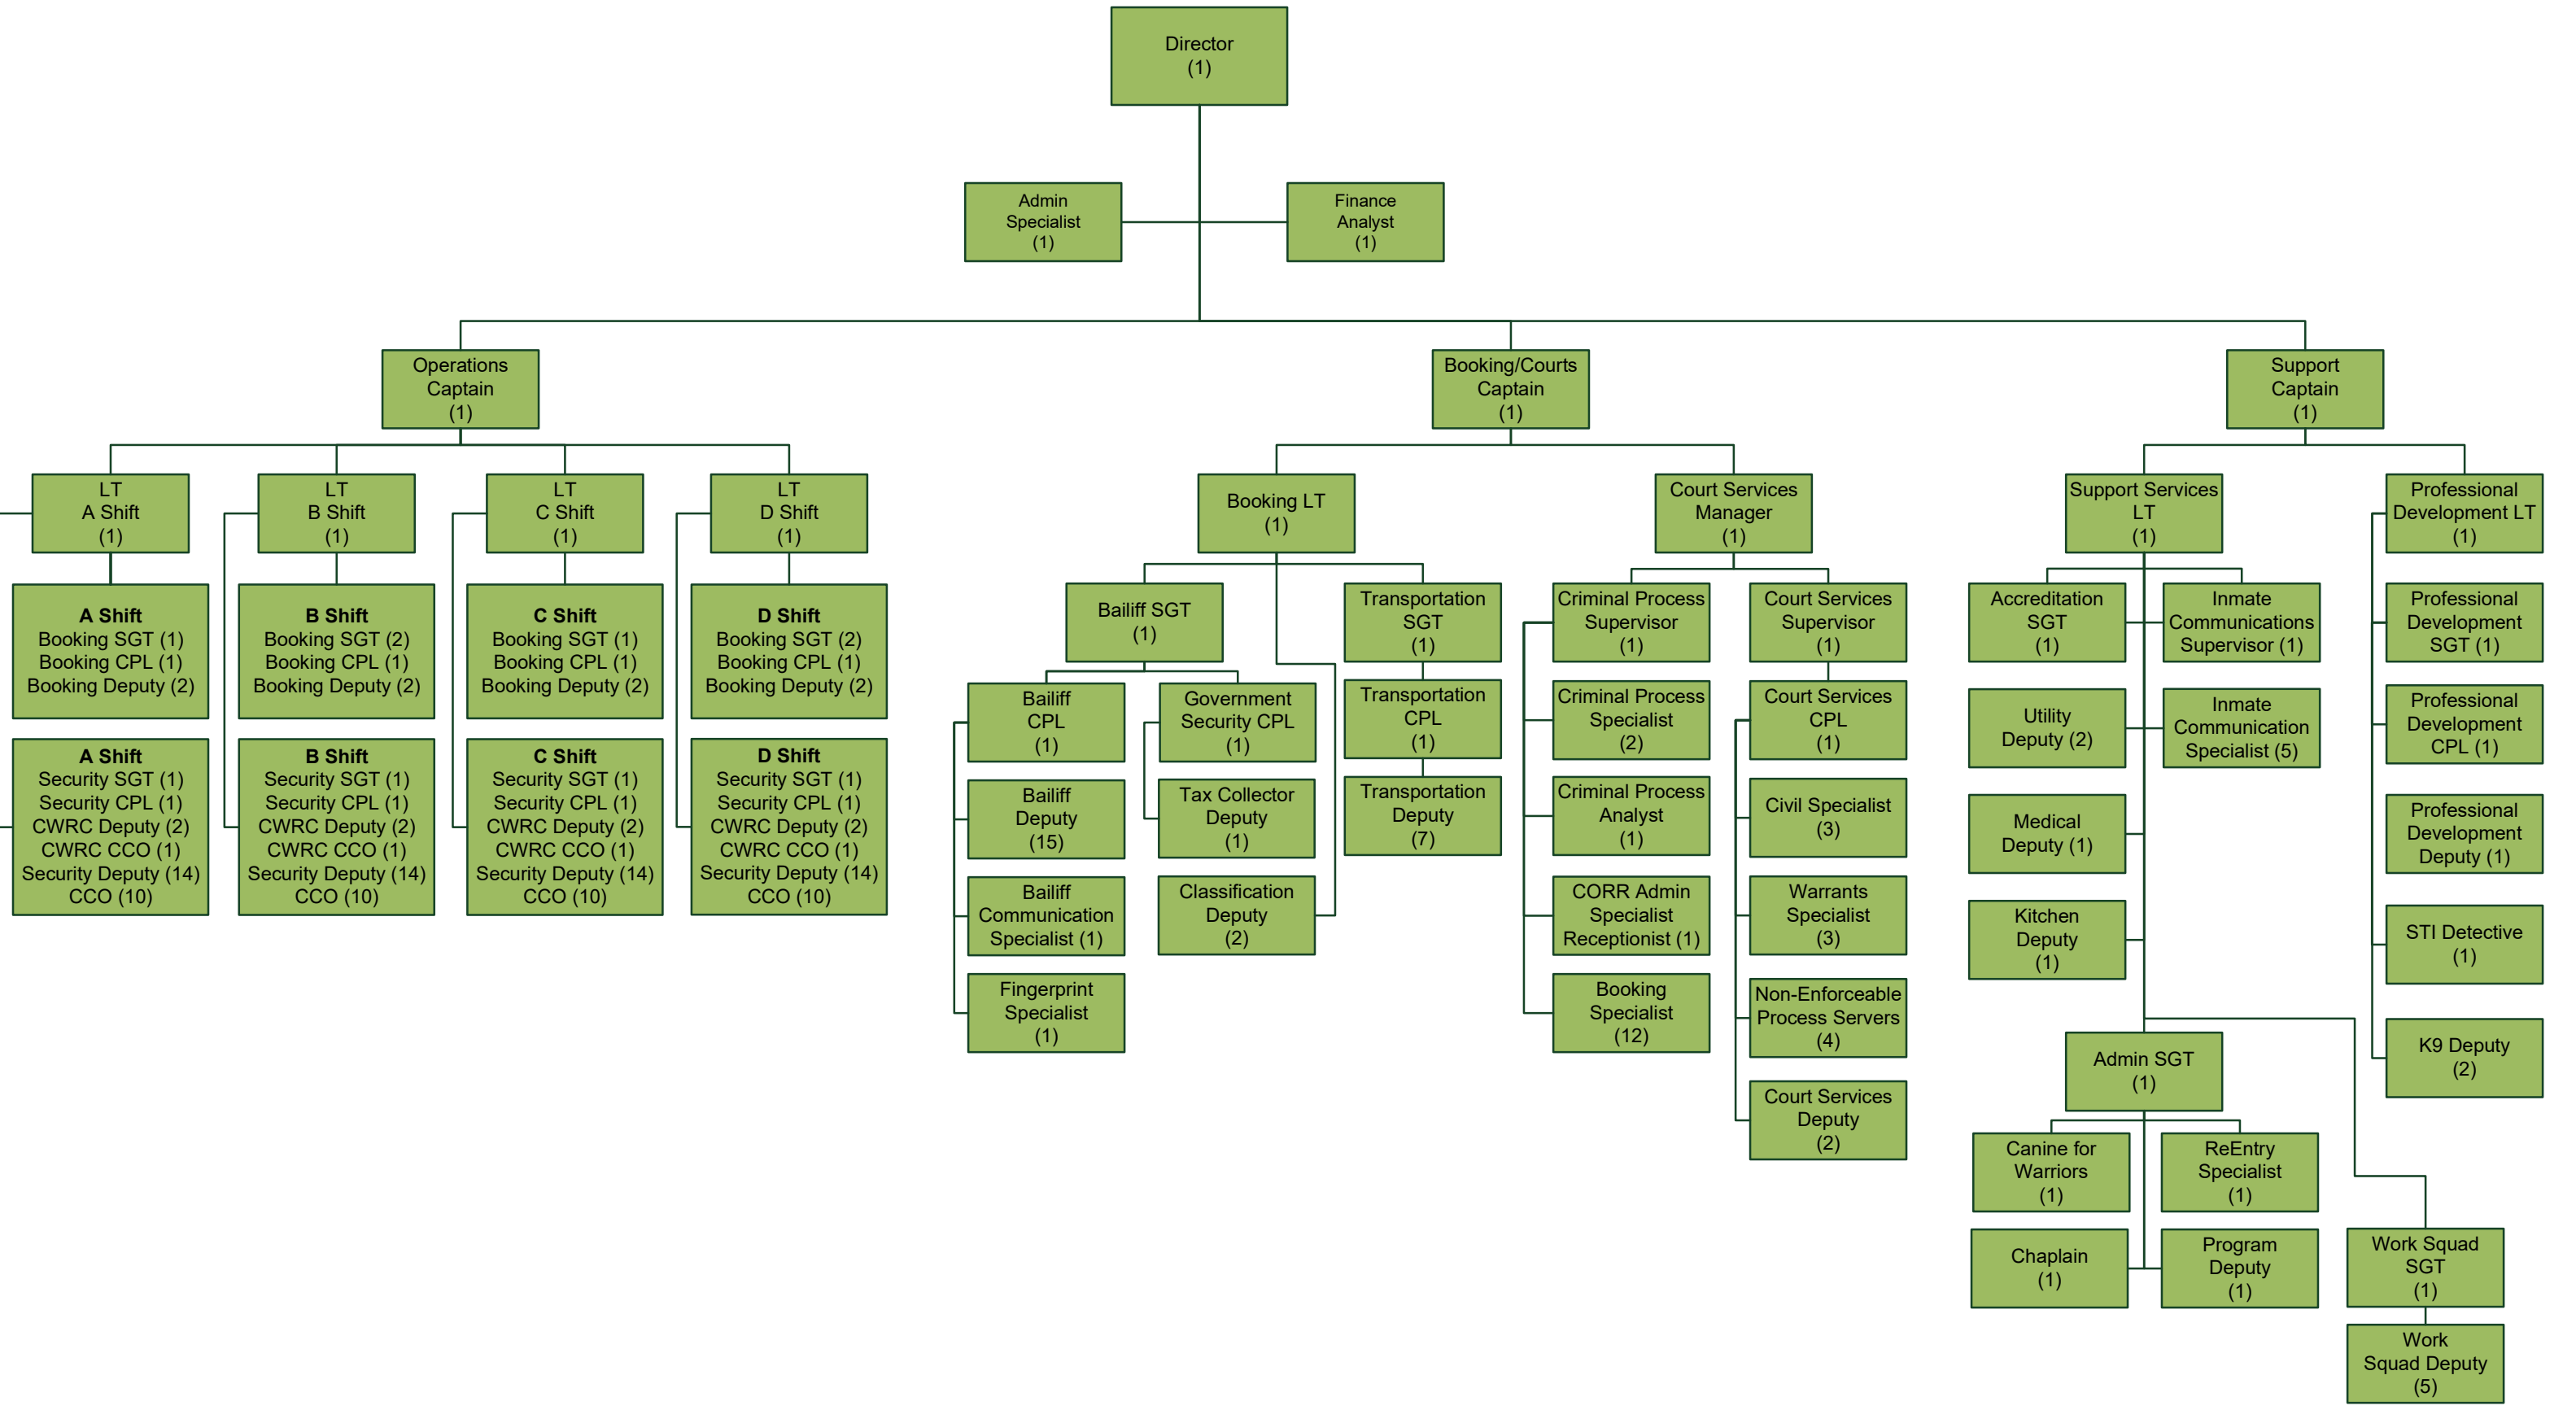 Director
(1)
Admin
Specialist
(1)
Finance
Analyst
(1)
Operations
Captain
(1)
Booking/Courts
Captain
(1)
Support
Captain
(1)
LT
A Shift
(1)
LT
B Shift
(1)
LT
C Shift
(1)
LT
D Shift
(1)
Booking LT
(1)
Court Services
Manager
(1)
Support Services
LT
(1)
Professional
Development LT
(1)
A Shift
Booking SGT (1)
Booking CPL (1)
Booking Deputy (2)
B Shift
Booking SGT (2)
Booking CPL (1)
Booking Deputy (2)
C Shift
Booking SGT (1)
Booking CPL (1)
Booking Deputy (2)
D Shift
Booking SGT (2)
Booking CPL (1)
Booking Deputy (2)
A Shift
Security SGT (1)
Security CPL (1)
CWRC Deputy (2)
CWRC CCO (1)
Security Deputy (14)
CCO (10)
B Shift
Security SGT (1)
Security CPL (1)
CWRC Deputy (2)
CWRC CCO (1)
Security Deputy (14)
CCO (10)
C Shift
Security SGT (1)
Security CPL (1)
CWRC Deputy (2)
CWRC CCO (1)
Security Deputy (14)
CCO (10)
D Shift
Security SGT (1)
Security CPL (1)
CWRC Deputy (2)
CWRC CCO (1)
Security Deputy (14)
CCO (10)
Bailiff SGT
(1)
Bailiff
CPL
(1)
Bailiff
Deputy
(15)
Bailiff
Communication
Specialist (1)
Fingerprint
Specialist
(1)
Government
Security CPL
(1)
Tax Collector
Deputy
(1)
Classification
Deputy
(2)
Transportation
SGT
(1)
Transportation
CPL
(1)
Transportation
Deputy
(7)
Criminal Process
Supervisor
(1)
Criminal Process
Specialist
(2)
Criminal Process
Analyst
(1)
CORR Admin
Specialist
Receptionist (1)
Booking
Specialist
(12)
Court Services
Supervisor
(1)
Court Services
CPL
(1)
Civil Specialist
(3)
Warrants
Specialist
(3)
Non-Enforceable
Process Servers
(4)
Court Services
Deputy
(2)
Accreditation
SGT
(1)
Inmate
Communications
Supervisor (1)
Utility
Deputy (2)
Inmate
Communication
Specialist (5)
Medical
Deputy (1)
Kitchen
Deputy
(1)
Admin SGT
(1)
Canine for
Warriors
(1)
ReEntry
Specialist
(1)
Chaplain
(1)
Program
Deputy
(1)
Work Squad
SGT
(1)
Work
Squad Deputy
(5)
Professional
Development
SGT (1)
Professional
Development
CPL (1)
Professional
Development
Deputy (1)
STI Detective
(1)
K9 Deputy
(2)